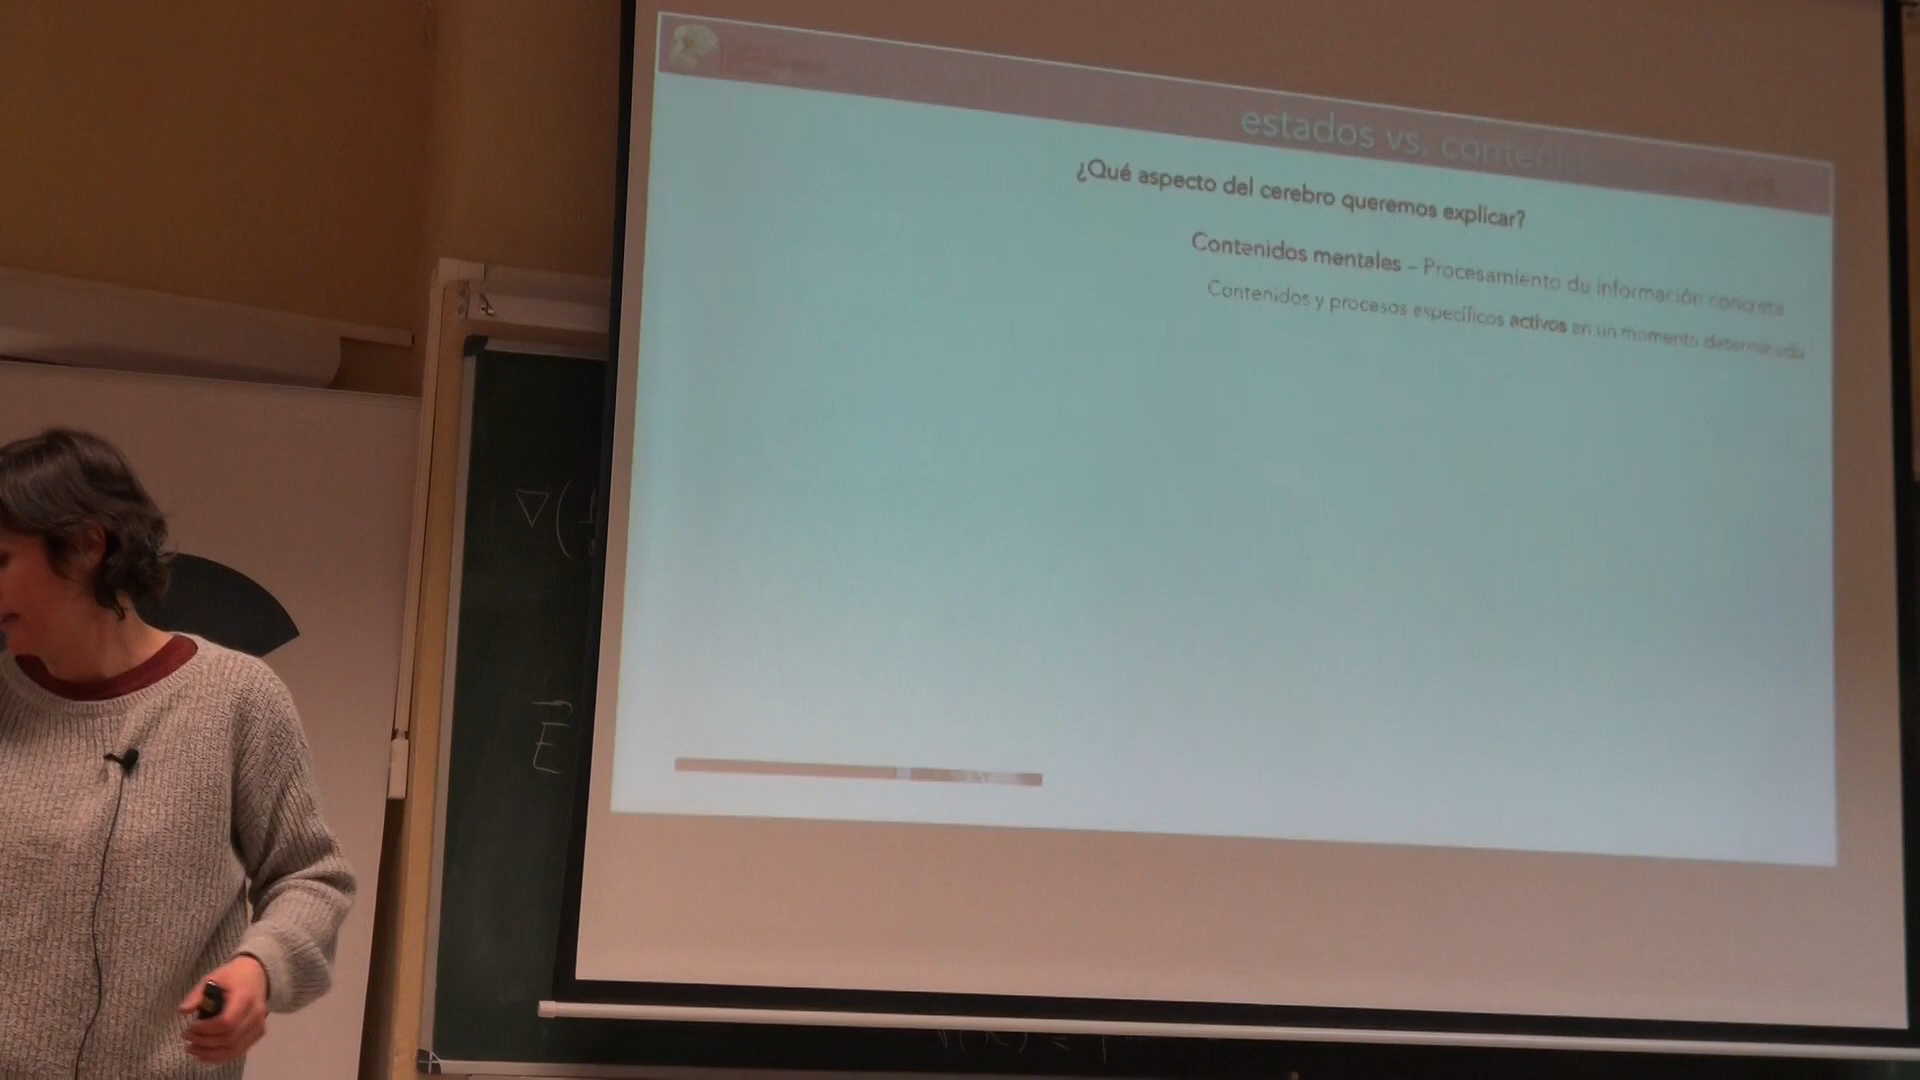 estados vs.
¿Qué aspecto del cerebro queremos explicar?
Contenidos mentales – Procesamiento du información concreta
Contenidos y procesos específicos activos en un momento determinado
∇(
E⃗